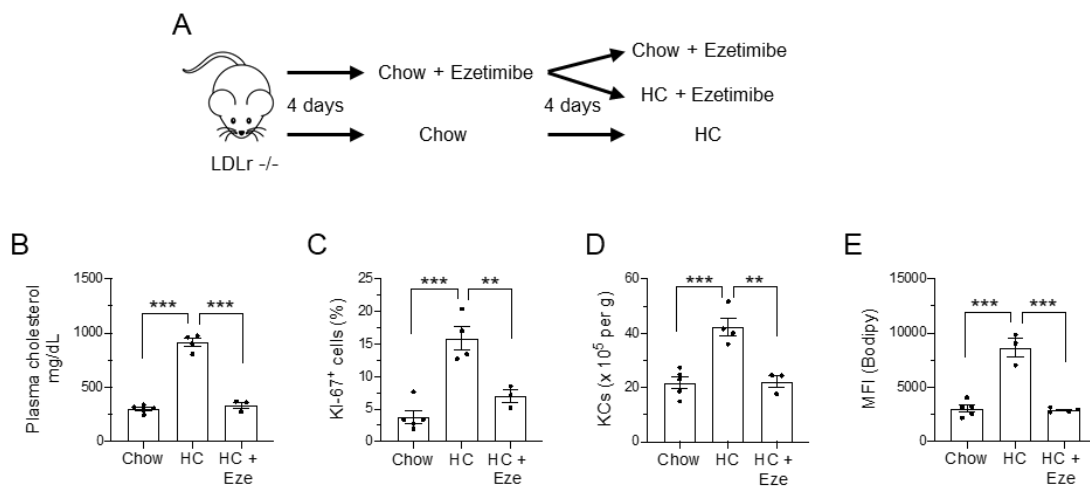 A
Chow + Ezetimibe
Chow + Ezetimibe
HC + Ezetimibe
4 days
4 days
Chow
HC
LDLr -/-
B
Plasma cholesterol
mg/dL
1500
1000
500
0
***
***
Chow
HC
HC +
Eze
C
KI-67+ cells (%)
25
20
15
10
5
0
***
**
Chow
HC
HC +
Eze
D
KCs (x 10⁵ per g)
60
40
20
0
***
**
Chow
HC
HC +
Eze
E
MFI (Bodipy)
15000
10000
5000
0
***
***
Chow
HC
HC +
Eze